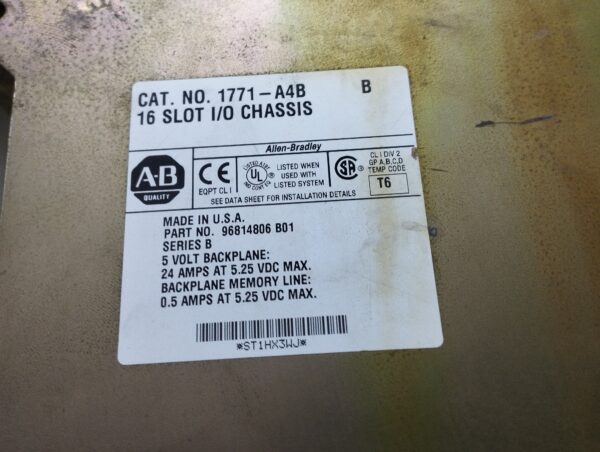 CAT. NO. 1771-A4B B
16 SLOT I/O CHASSIS
Allen-Bradley
A-B
QUALITY
CE
EQPT CL I
UL
LISTED WHEN
USED WITH
LISTED SYSTEM
SA
CL I DIV 2
GP A,B,C,D
TEMP CODE
T6
SEE DATA SHEET FOR INSTALLATION DETAILS
MADE IN U.S.A.
PART NO. 96814806 B01
SERIES B
5 VOLT BACKPLANE:
24 AMPS AT 5.25 VDC MAX.
BACKPLANE MEMORY LINE:
0.5 AMPS AT 5.25 VDC MAX.
*ST1HX3WJ*